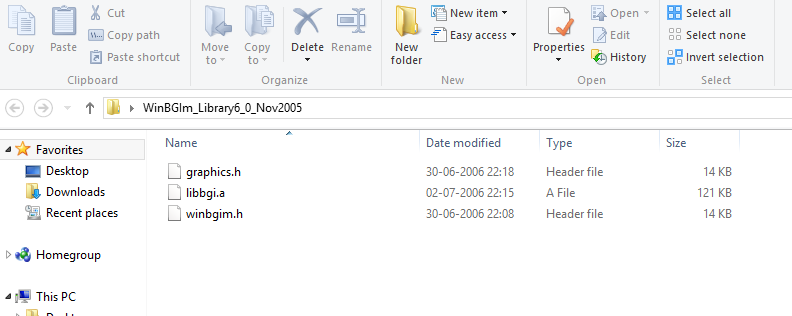 Copy
Paste
Cut
Copy path
Paste shortcut
Clipboard
Move to
Copy to
Delete
Rename
Organize
New folder
New item
Easy access
New
Properties
Open
Edit
History
Open
Select all
Select none
Invert selection
Select
WinBGIm_Library6_0_Nov2005
Name Date modified Type Size
Favorites
Desktop
Downloads
Recent places
Homegroup
This PC
graphics.h 30-06-2006 22:18 Header file 14 KB
libbgi.a 02-07-2006 22:15 A File 121 KB
winbgim.h 30-06-2006 22:08 Header file 14 KB